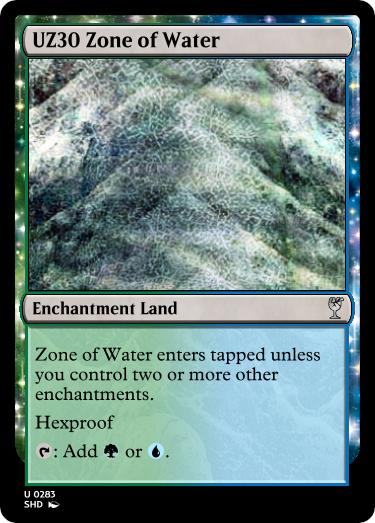 UZ30 Zone of Water
Enchantment Land
Zone of Water enters tapped unless
you control two or more other
enchantments.
Hexproof
: Add or .
U 0283
SHD